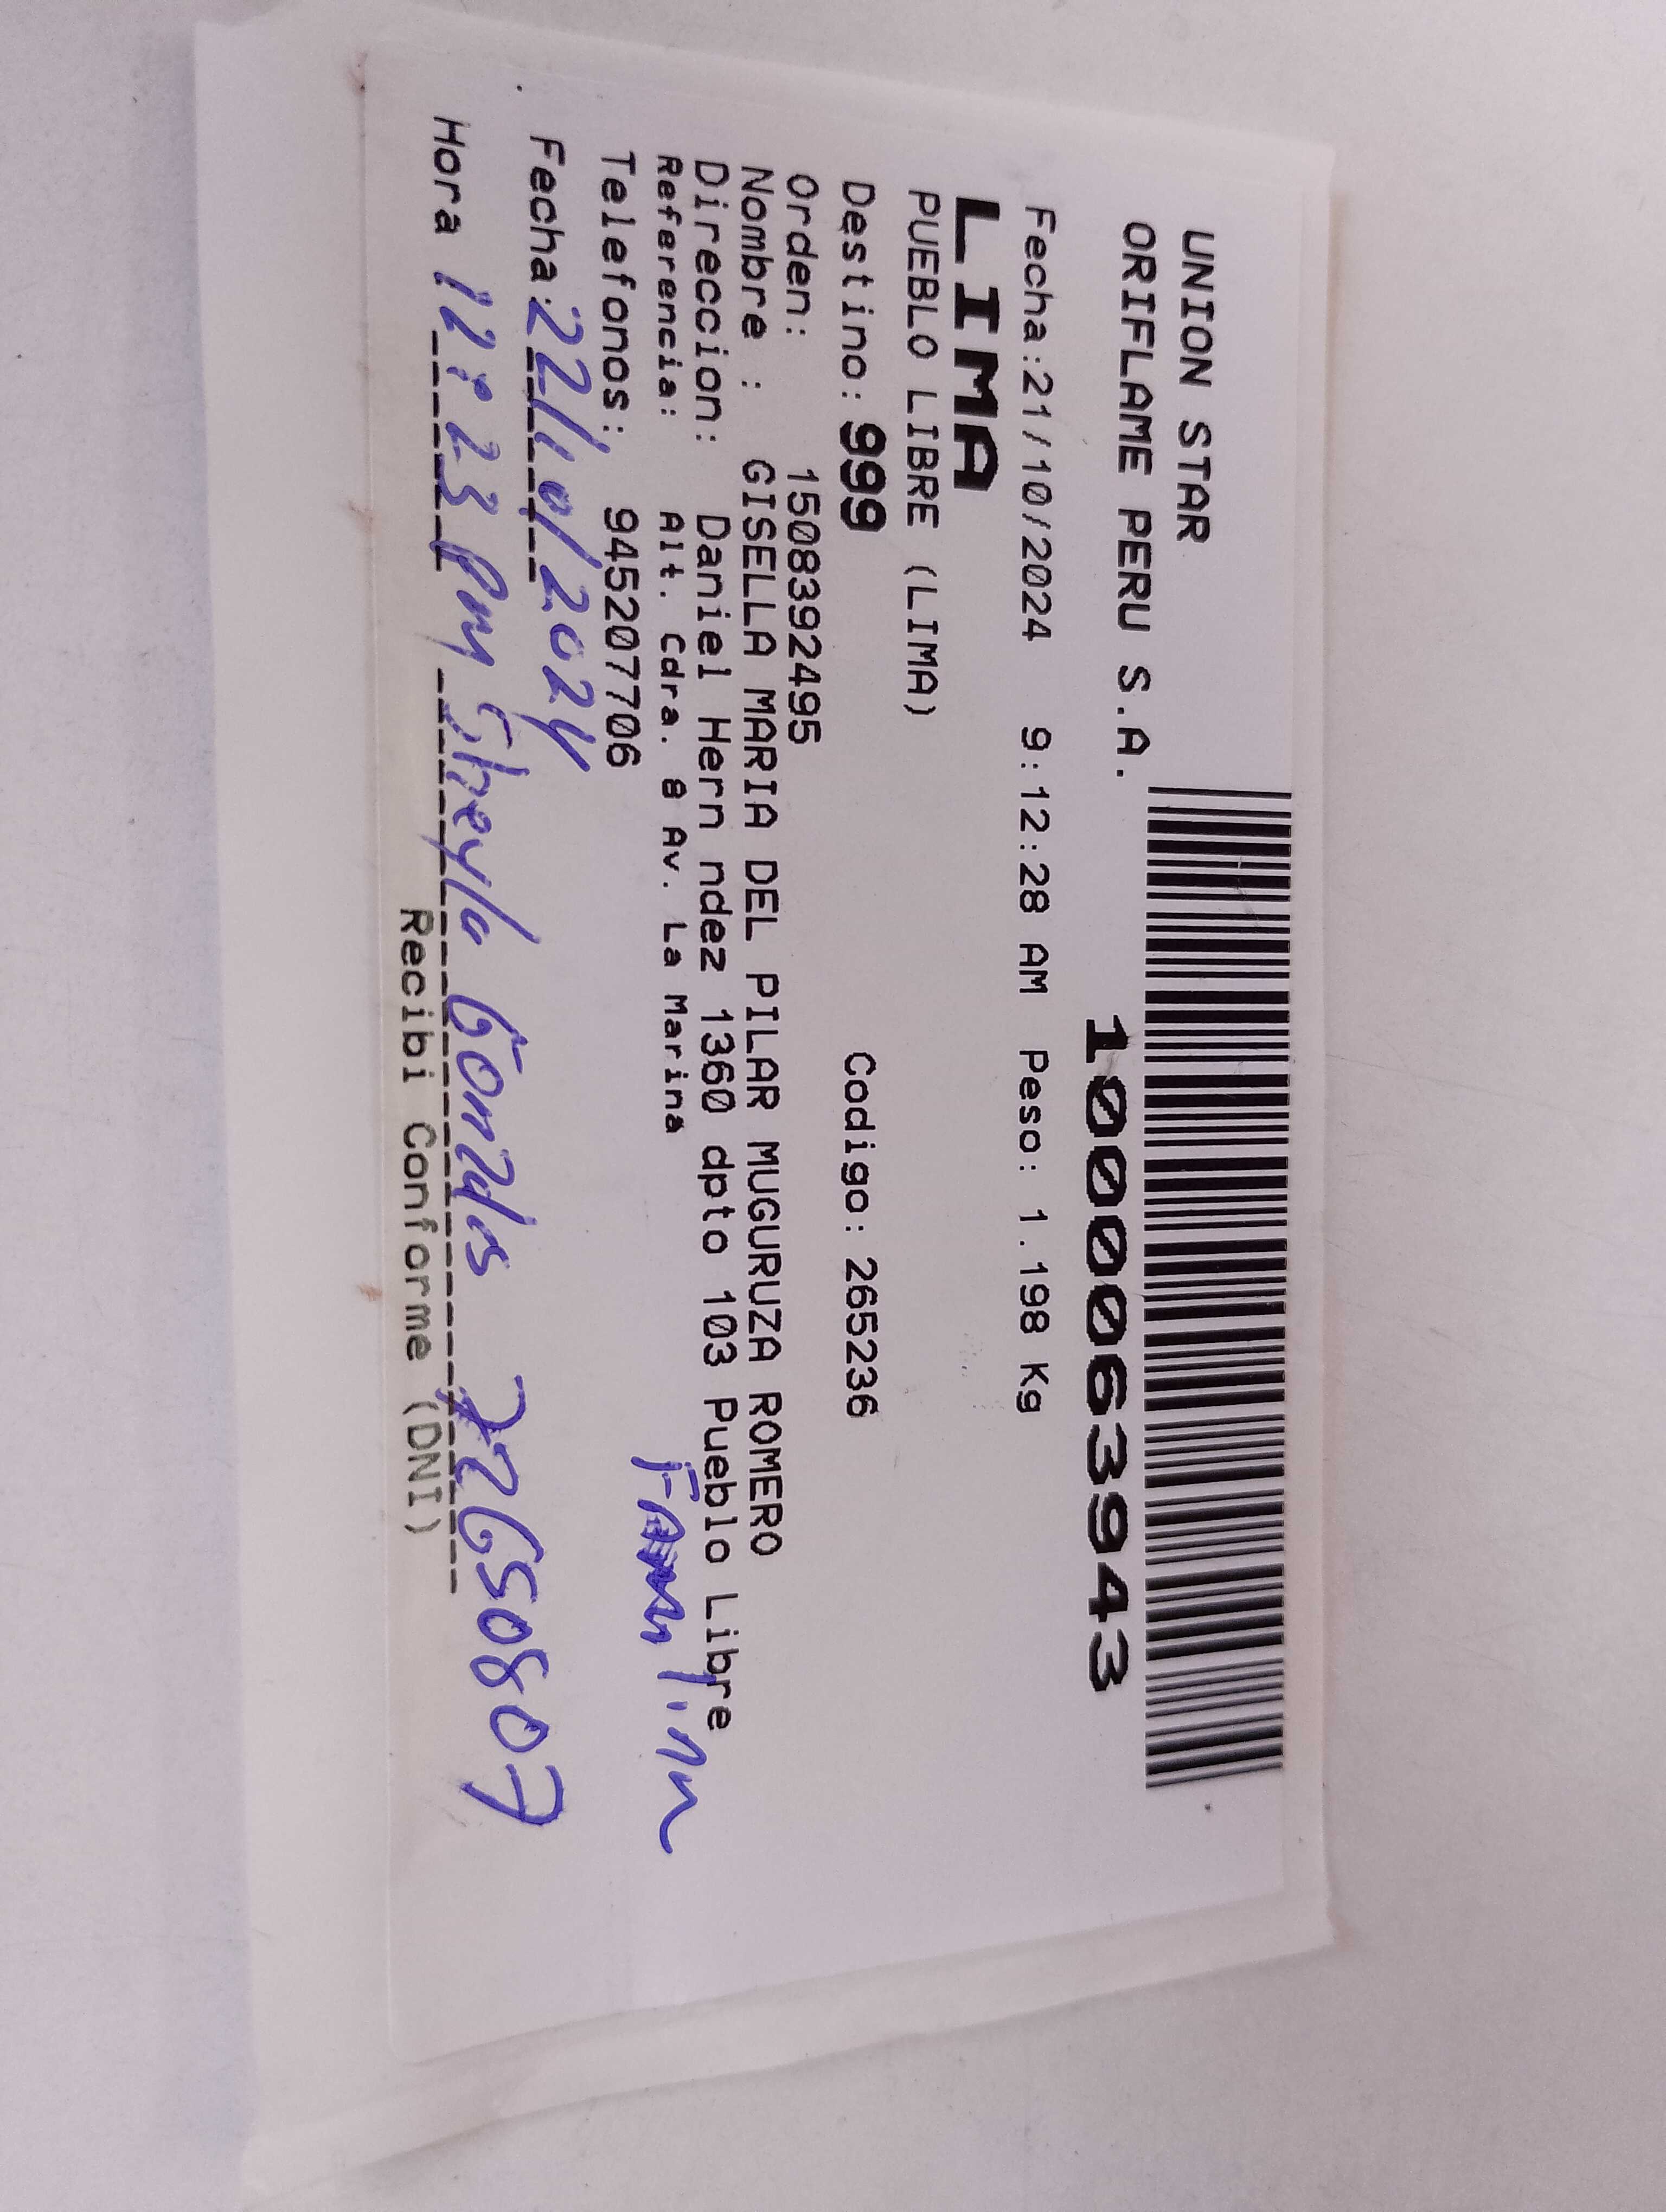 UNION STAR
ORIFLAME PERU S.A.
10000063943
Fecha:21/10/2024 9:12:28 AM Peso: 1.198 Kg
LIMA
PUEBLO LIBRE (LIMA)
Destino: 999 Codigo: 265236
Orden: 1508392495
Nombre : GISELLA MARIA DEL PILAR MUGURUZA ROMERO
Direccion: Daniel Hern ndez 1360 dpto 103 Pueblo Libre
Referencia: Alt. Cdra. 8 Av. La Marina
Telefonos: 945207706
Fecha: 22/10/2024
Hora 12:23 Pm Sheyla 2265087
Recibi Conforme (DNI)